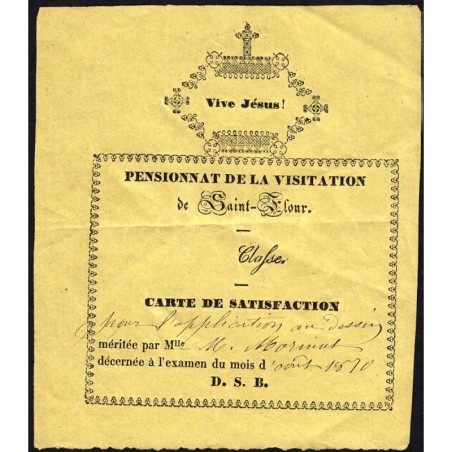 Vive Jésus!
PENSIONNAT DE LA VISITATION
de Saint-Flour.
Classe
CARTE DE SATISFACTION
pour l'application au dessin
méritée par Mlle M.
décernée à l'examen du mois d'août 1870
D. S. B.